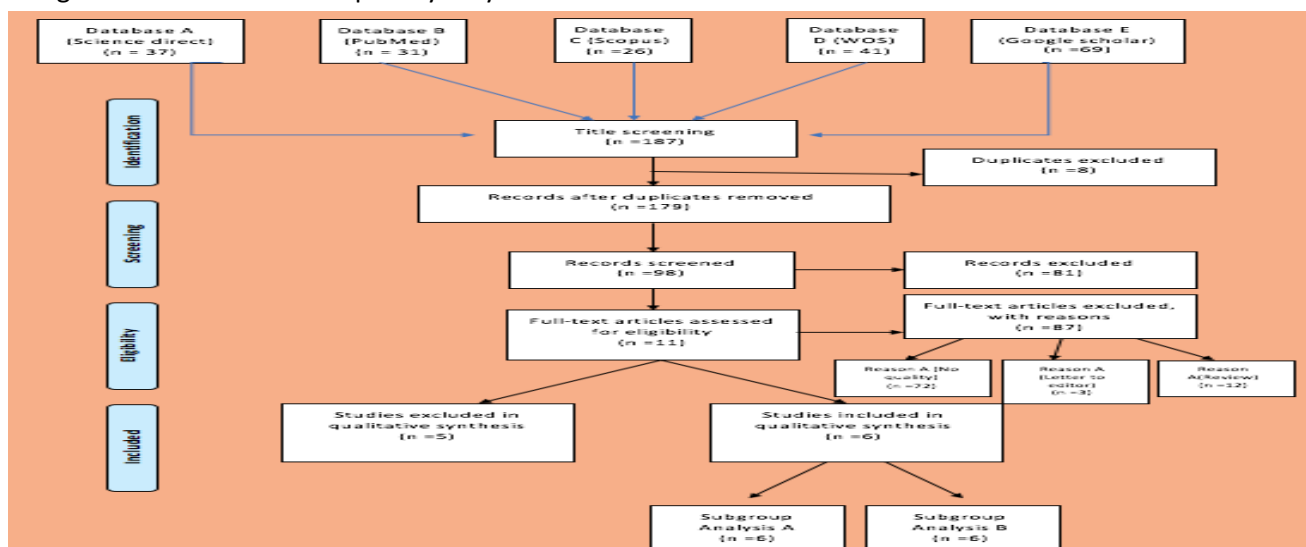 Database A
(Science direct)
(n = 37)
Database B
(PubMed)
(n = 31)
Database
C (Scopus)
(n =26)
Database
D (WOS)
(n = 41)
Database E
(Google scholar)
(n =69)
Identification
Title screening
(n =187)
Duplicates excluded
(n =8)
Records after duplicates removed
(n =179)
Screening
Records screened
(n =98)
Records excluded
(n =81)
Eligibility
Full-text articles assessed
for eligibility
(n =11)
Full-text articles excluded,
with reasons
(n =87)
Reason A (No
quality)
(n =72)
Reason A
(Letter to
editor)
(n =3)
Reason
A(Review)
(n =12)
Included
Studies excluded in
qualitative synthesis
(n =5)
Studies included in
qualitative synthesis
(n =6)
Subgroup
Analysis A
(n =6)
Subgroup
Analysis B
(n =6)